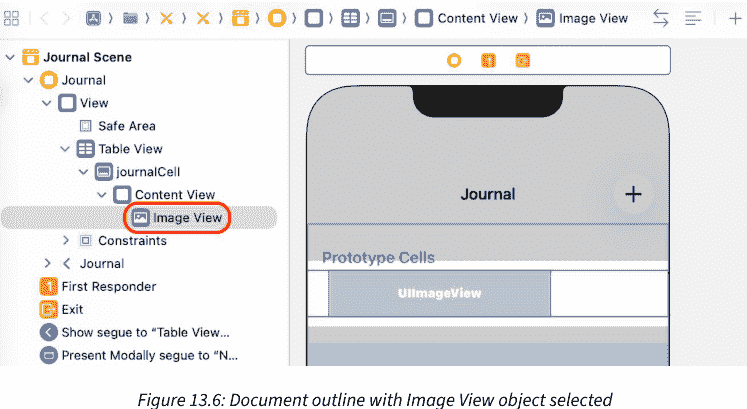 Content View
Image View
Journal Scene
Journal
View
Safe Area
Table View
journalCell
Content View
Image View
Constraints
Journal
First Responder
Exit
Show segue to “Table View...
Present Modally segue to “N...
Journal
Prototype Cells
UIImageView
Figure 13.6: Document outline with Image View object selected